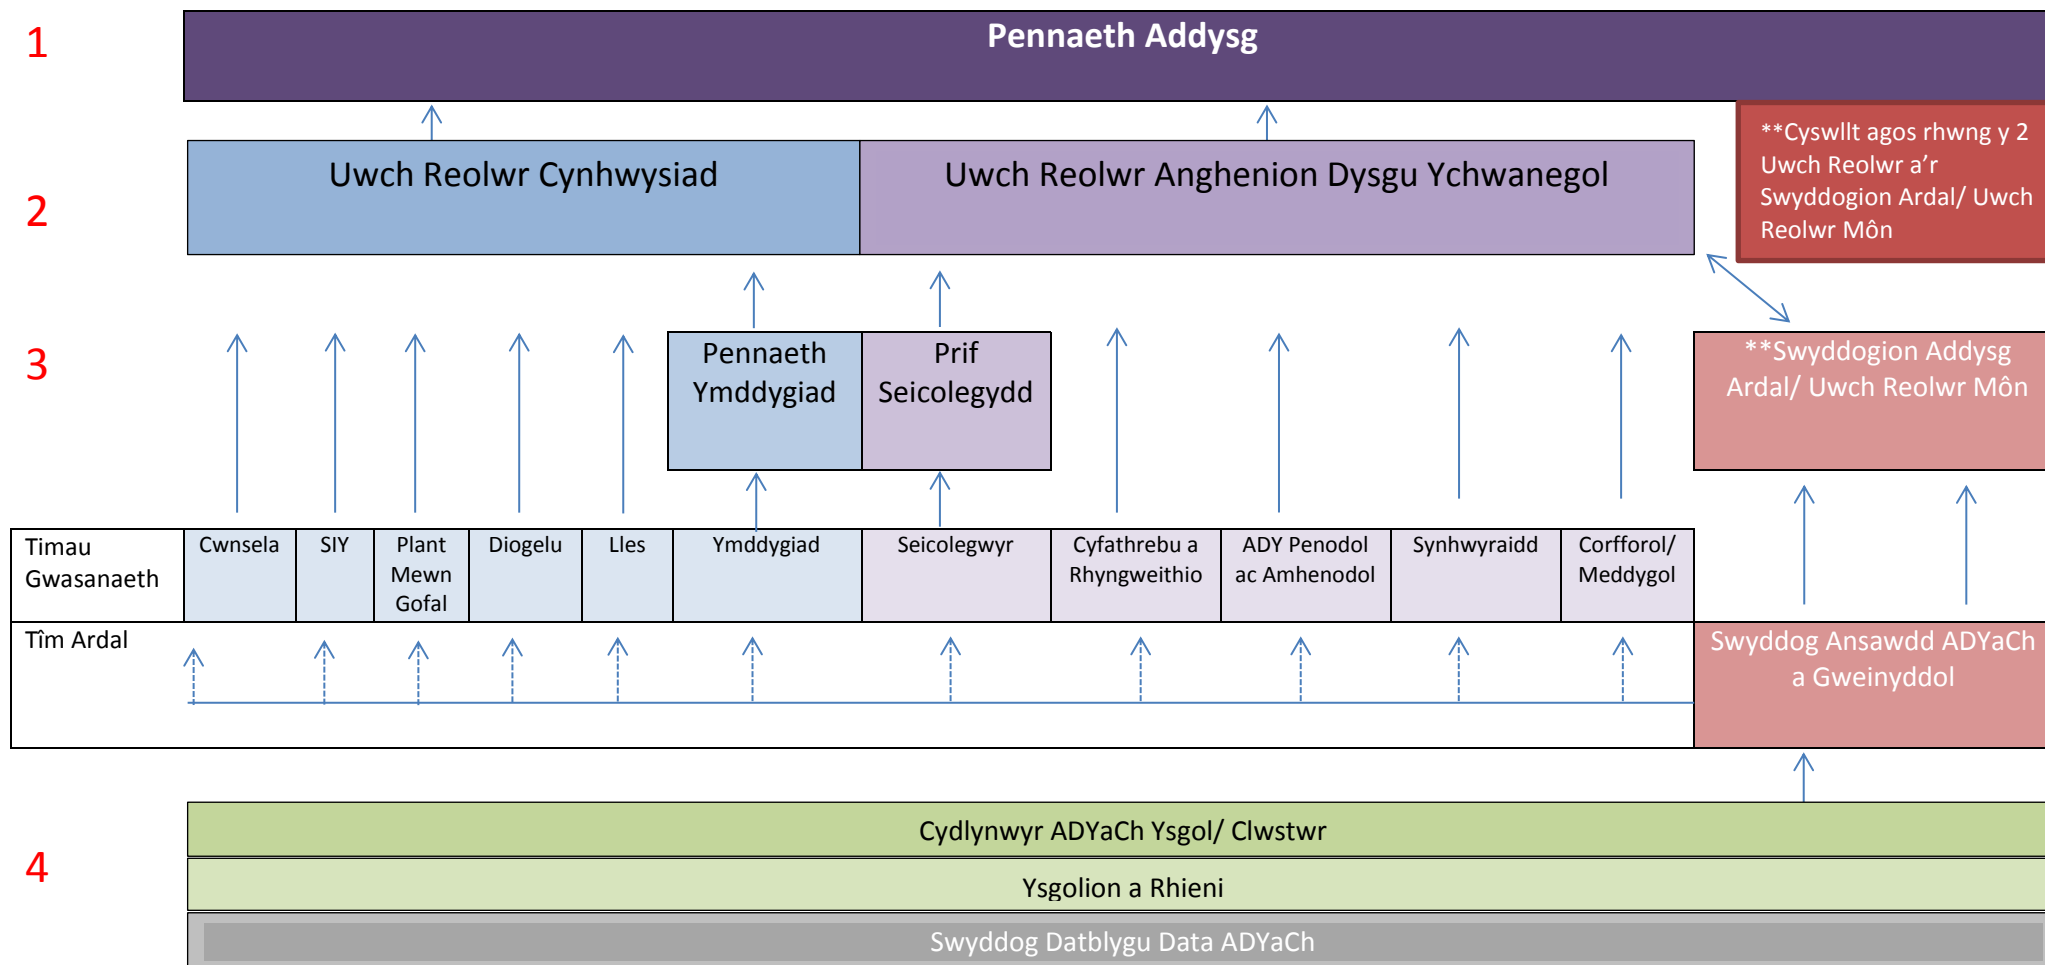 1
Pennaeth Addysg
**Cyswllt agos rhwng y 2
Uwch Reolwr a'r
Swyddogion Ardal/ Uwch
Reolwr Môn
2
Uwch Reolwr Cynhwysiad
Uwch Reolwr Anghenion Dysgu Ychwanegol
3
Pennaeth
Ymddygiad
Prif
Seicolegydd
**Swyddogion Addysg
Ardal/ Uwch Reolwr Môn
Timau
Gwasanaeth
Cwnsela
SIY
Plant
Mewn
Gofal
Diogelu
Lles
Ymddygiad
Seicolegwyr
Cyfathrebu a
Rhyngweithio
ADY Penodol
ac Amhenodol
Synhwyraidd
Corfforol/
Meddygol
Tîm Ardal
Swyddog Ansawdd ADYaCh
a Gweinyddol
4
Cydlynwyr ADYaCh Ysgol/ Clwstwr
Ysgolion a Rhieni
Swyddog Datblygu Data ADYaCh